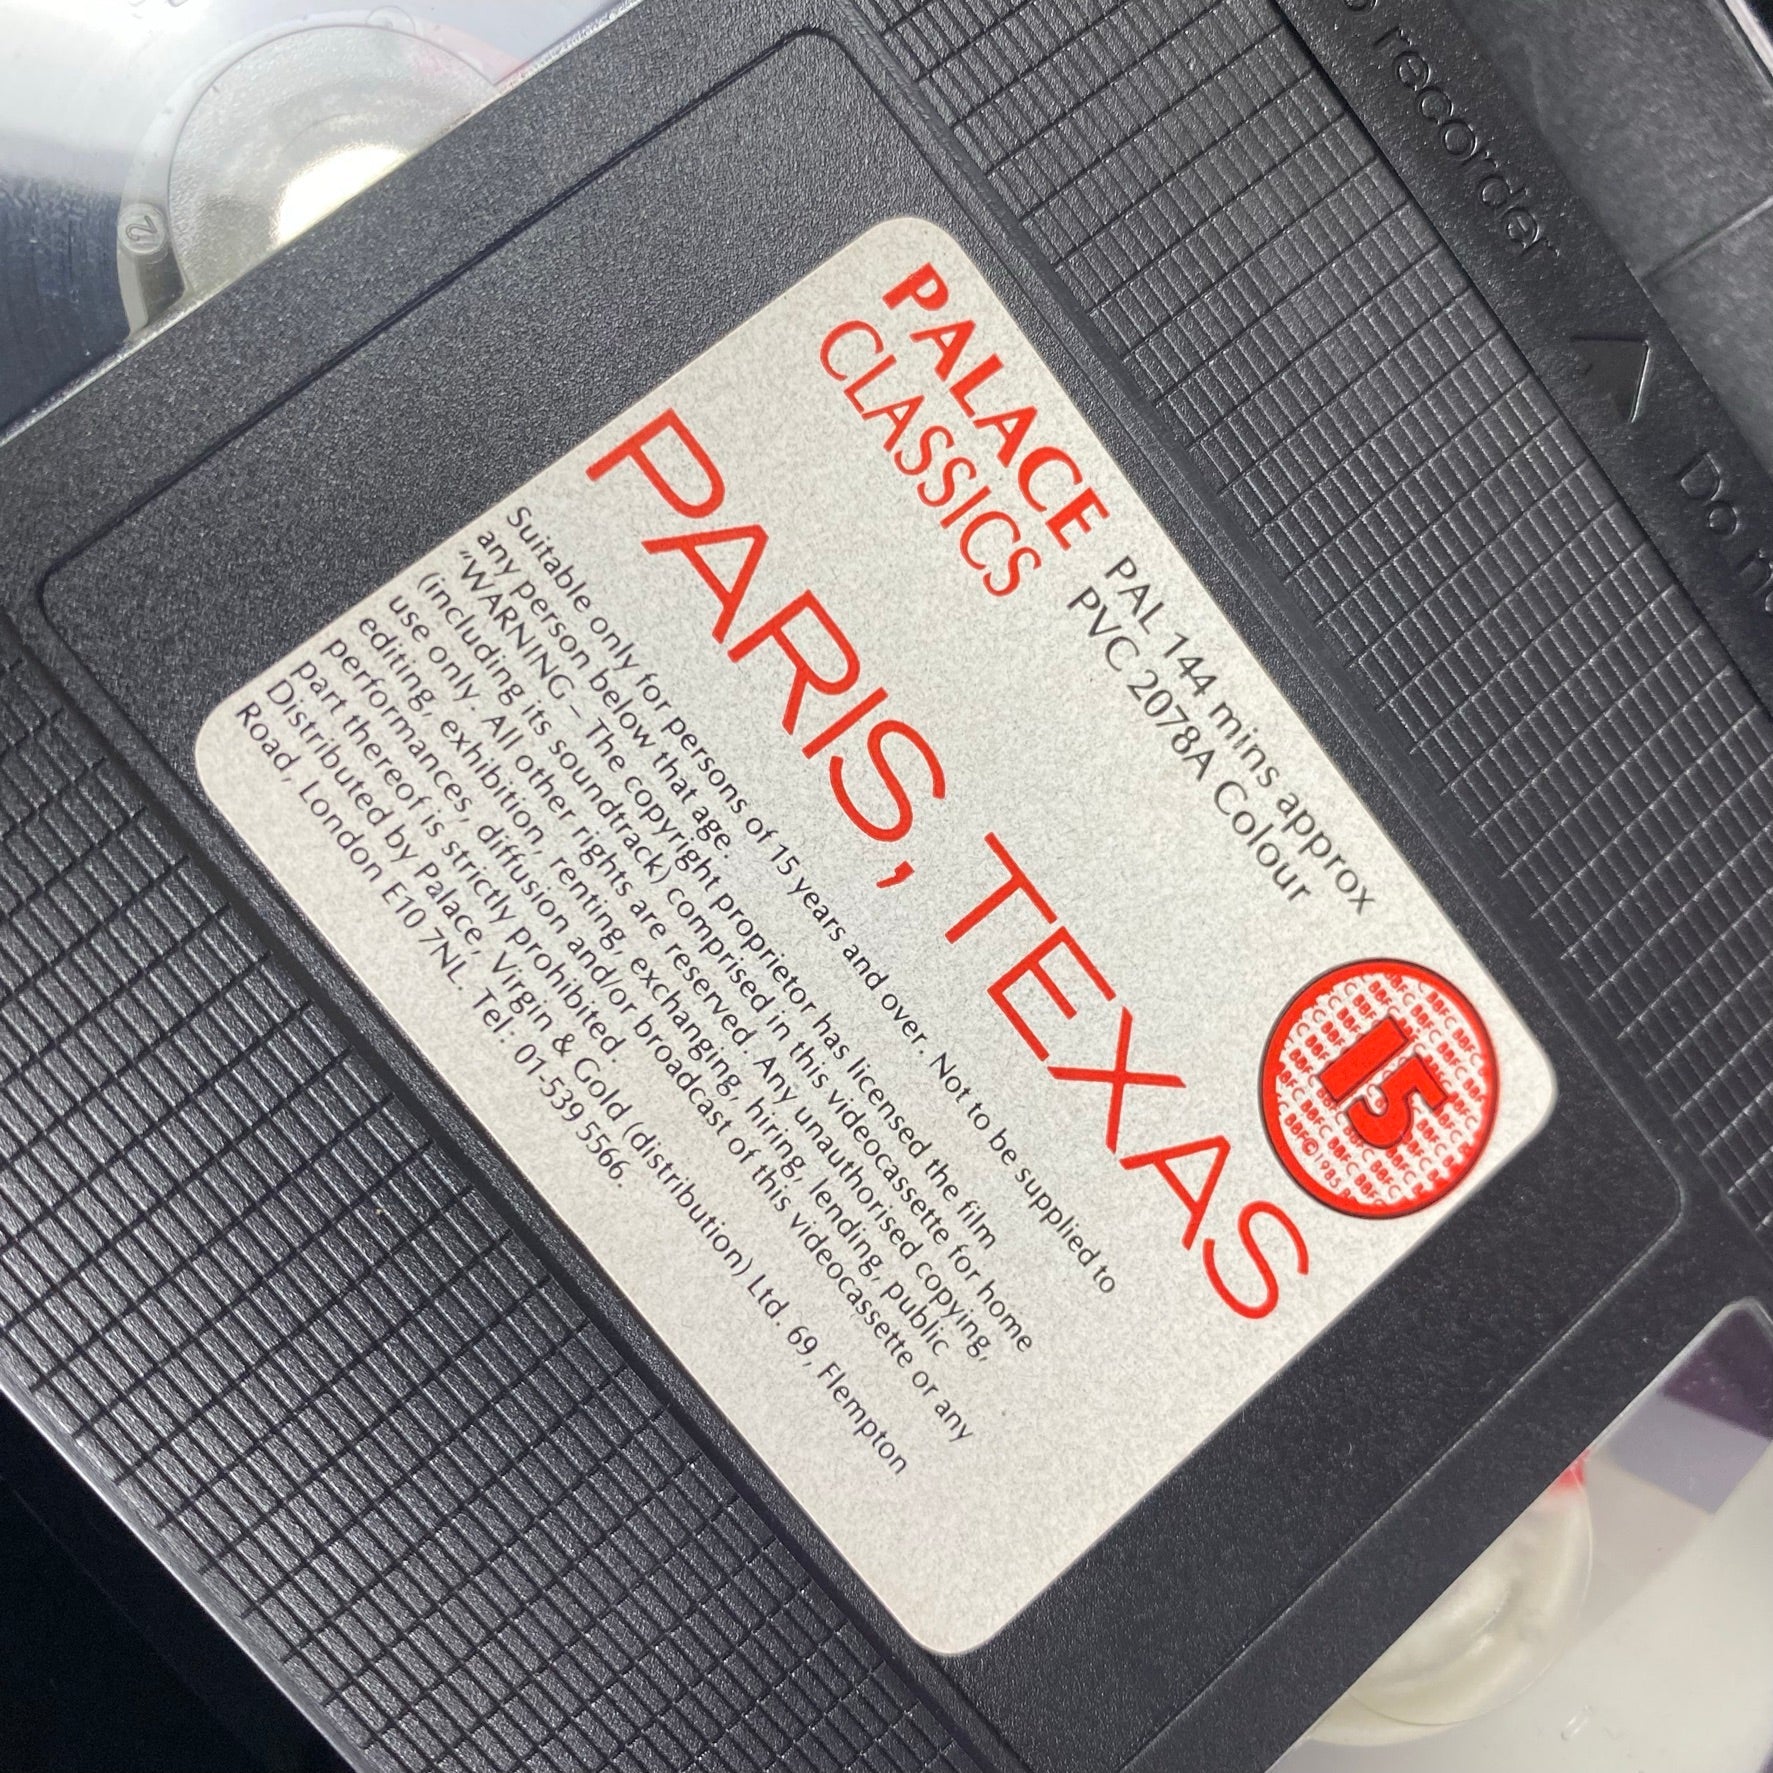 recorder
Do n
PALACE
CLASSICS
PAL 144 mins approx
PVC 2078A Colour
15
BBFC
©1985
PARIS, TEXAS
Suitable only for persons of 15 years and over. Not to be supplied to
any person below that age.
“WARNING – The copyright proprietor has licensed the film
(including its soundtrack) comprised in this videocassette for home
use only. All other rights are reserved. Any unauthorised copying,
editing, exhibition, renting, exchanging, hiring, lending, public
performances, diffusion and/or broadcast of this videocassette or any
part thereof is strictly prohibited.
Distributed by Palace, Virgin & Gold (distribution) Ltd. 69, Flempton
Road, London E10 7NL. Tel: 01-539 5566.